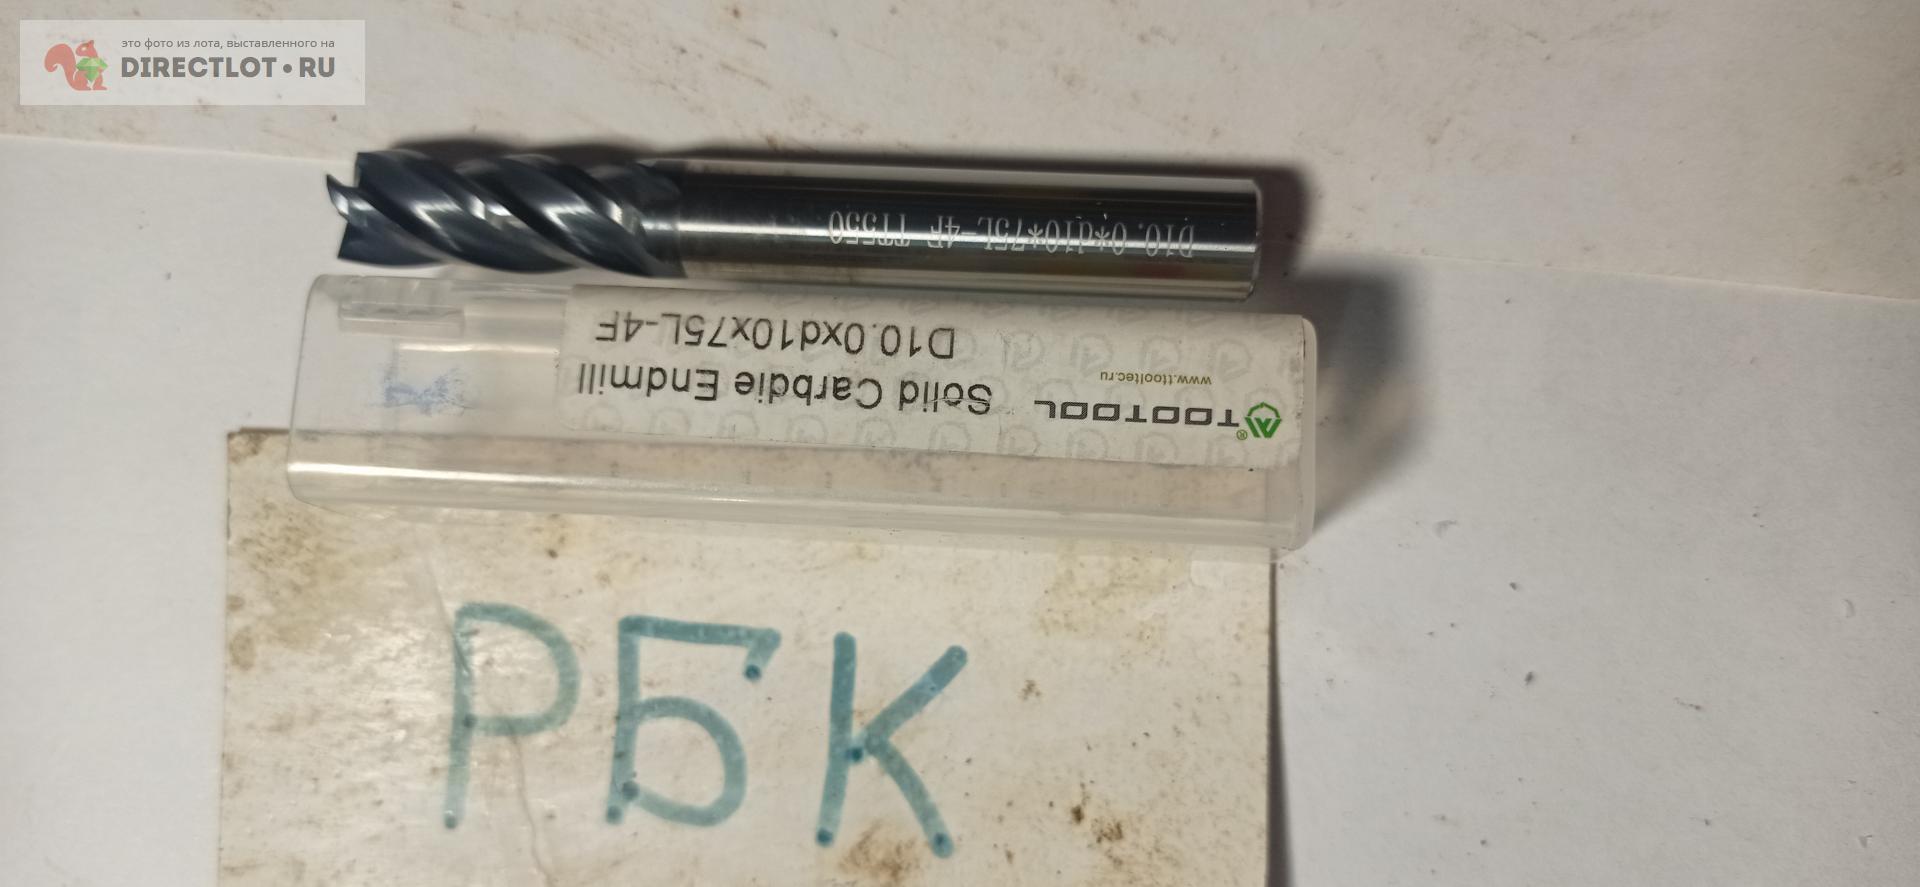 это фото из лота, выставленного на
DIRECTLOT.RU
D10.0*d10*75L-4F TT550
TOOTOOL®
www.ttooltec.ru
Solid Carbdie Endmill
D10.0xd10x75L-4F
РБК